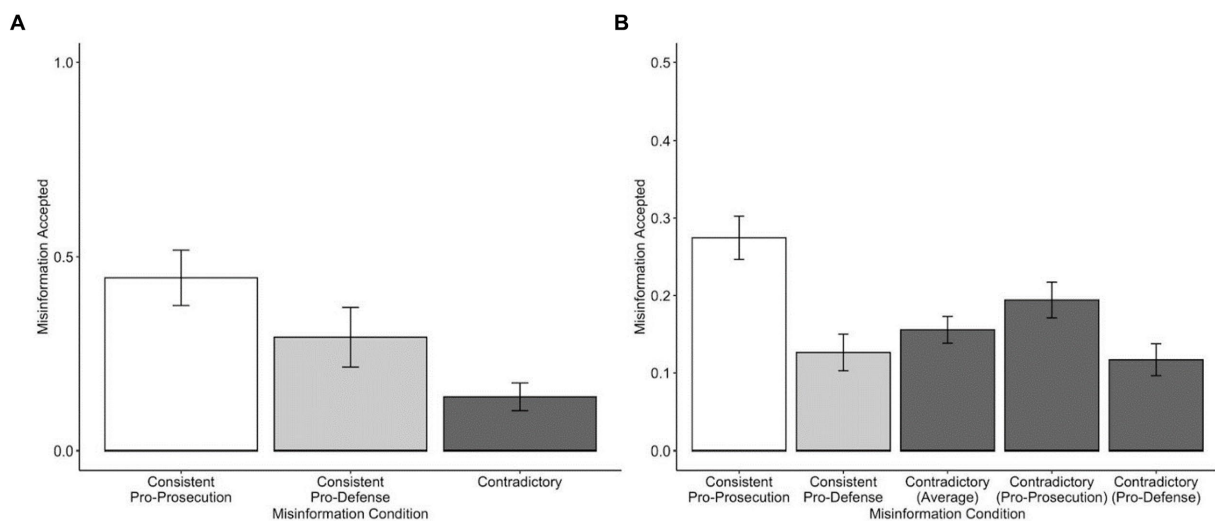 A
1.0
0.5
0.0
Misinformation Accepted
Consistent
Pro-Prosecution
Consistent
Pro-Defense
Contradictory
Misinformation Condition
B
0.5
0.4
0.3
0.2
0.1
0.0
Misinformation Accepted
Consistent
Pro-Prosecution
Consistent
Pro-Defense
Contradictory
(Average)
Contradictory
(Pro-Prosecution)
Contradictory
(Pro-Defense)
Misinformation Condition